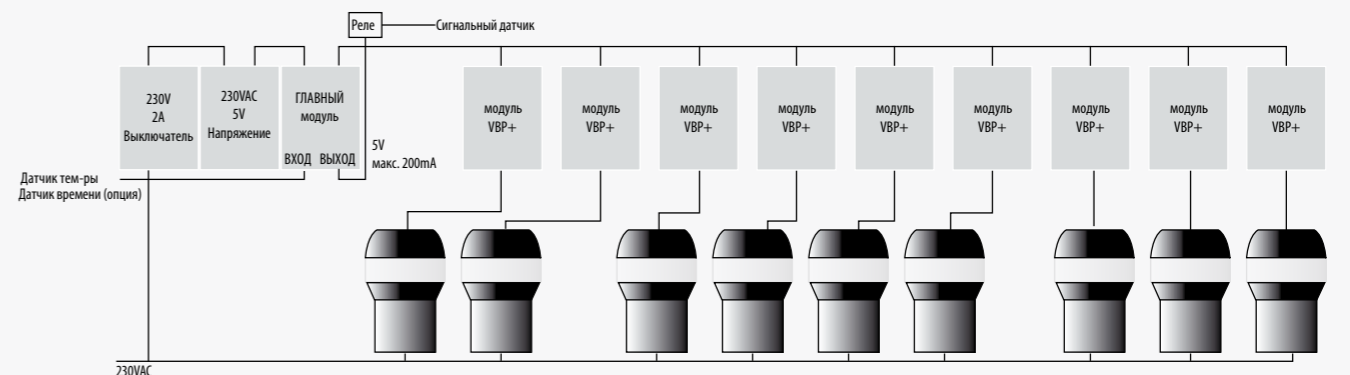 Реле
Сигнальный датчик
230V
2A
Выключатель
230VAC
5V
Напряжение
ГЛАВНЫЙ
модуль
ВХОД ВЫХОД
5V
макс. 200mA
модуль
VBP+
модуль
VBP+
модуль
VBP+
модуль
VBP+
модуль
VBP+
модуль
VBP+
модуль
VBP+
модуль
VBP+
модуль
VBP+
Датчик тем-ры
Датчик времени (опция)
230VAC